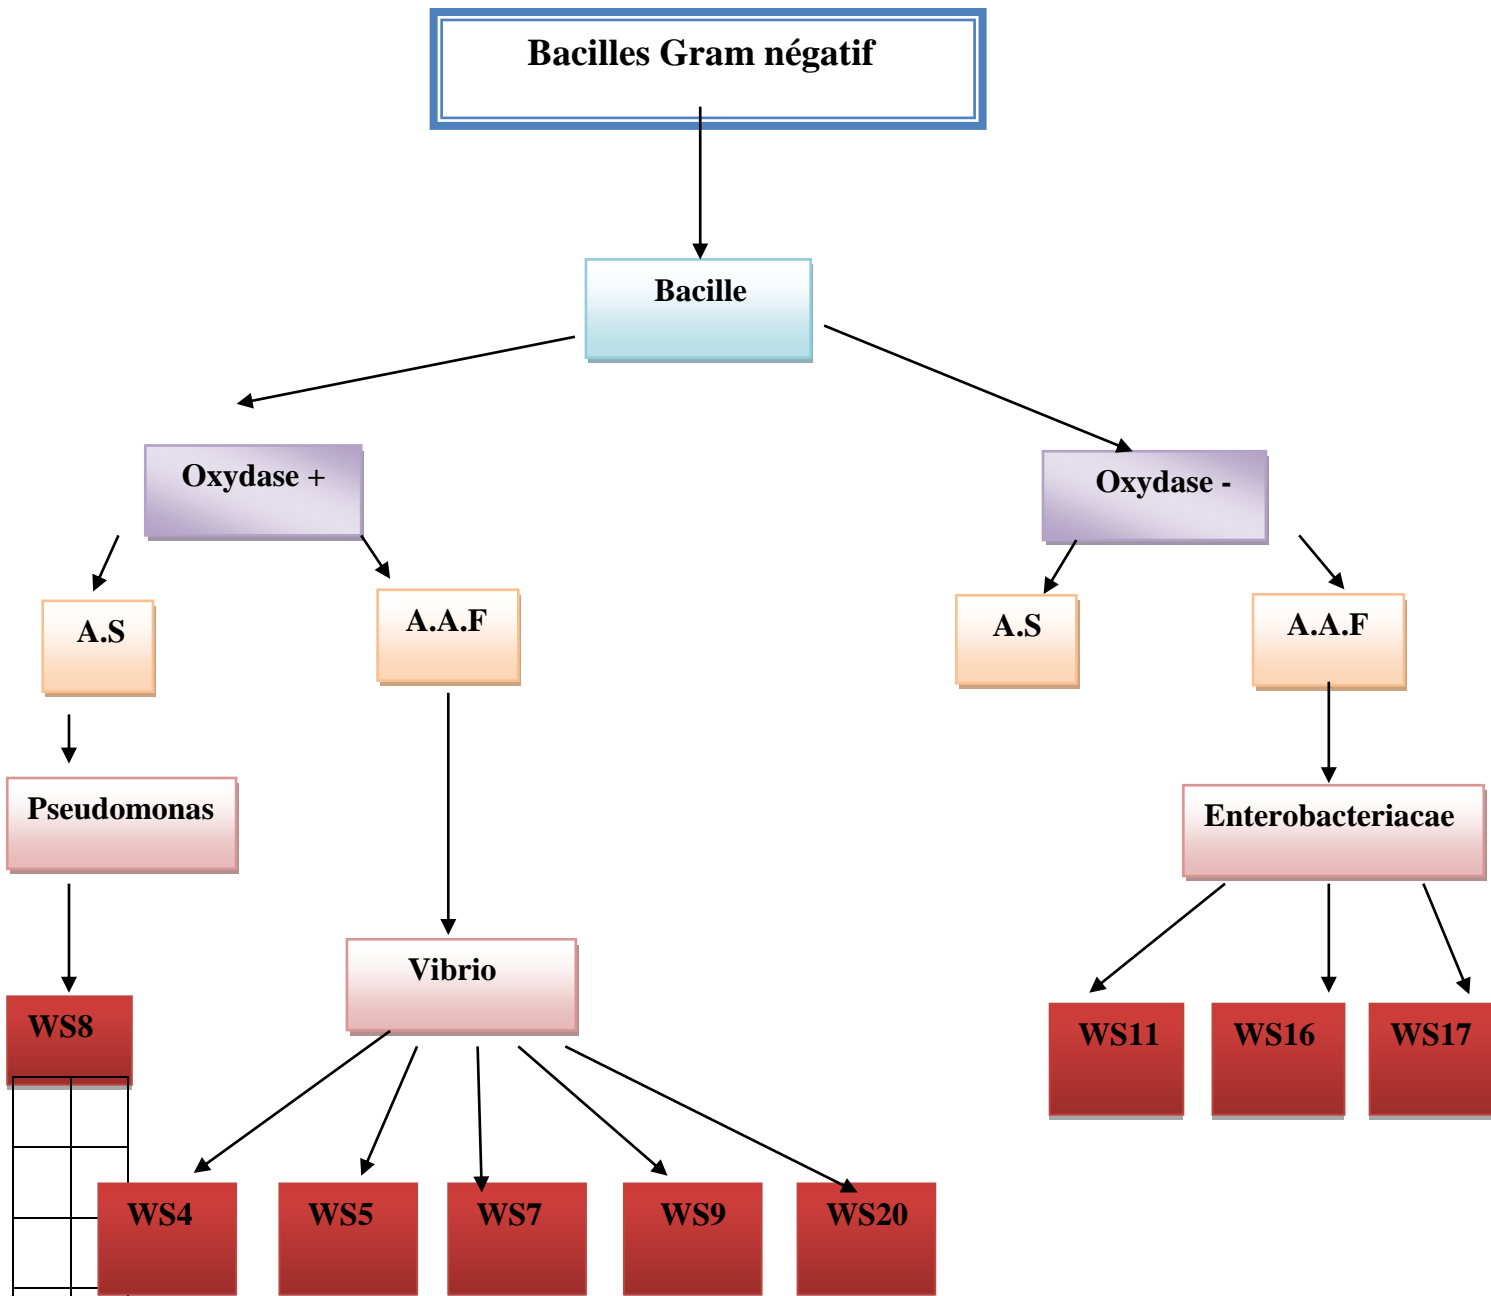 Bacilles Gram négatif
Bacille
Oxydase +
Oxydase -
A.S
A.A.F
A.S
A.A.F
Pseudomonas
Enterobacteriacae
Vibrio
WS8
WS11
WS16
WS17
WS4
WS5
WS7
WS9
WS20